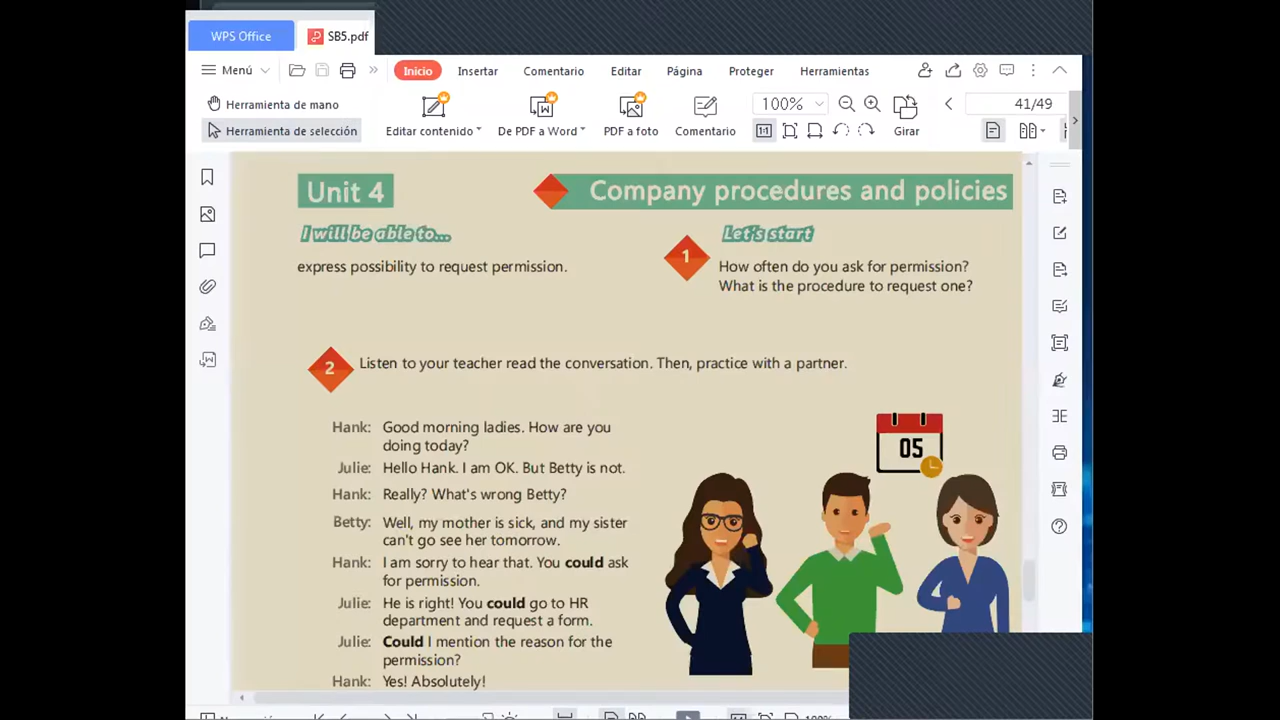 WPS Office
SB5.pdf
Menú
Inicio
Insertar
Comentario
Editar
Página
Proteger
Herramientas
Herramienta de mano
Herramienta de selección
Editar contenido
De PDF a Word
PDF a foto
Comentario
100%
1:1
Girar
41/49
Unit 4
Company procedures and policies
I will be able to...
express possibility to request permission.
1
Let's start
How often do you ask for permission?
What is the procedure to request one?
2
Listen to your teacher read the conversation. Then, practice with a partner.
Hank: Good morning ladies. How are you
doing today?
Julie: Hello Hank. I am OK. But Betty is not.
Hank: Really? What's wrong Betty?
Betty: Well, my mother is sick, and my sister
can't go see her tomorrow.
Hank: I am sorry to hear that. You could ask
for permission.
Julie: He is right! You could go to HR
department and request a form.
Julie: Could I mention the reason for the
permission?
Hank: Yes! Absolutely!
05